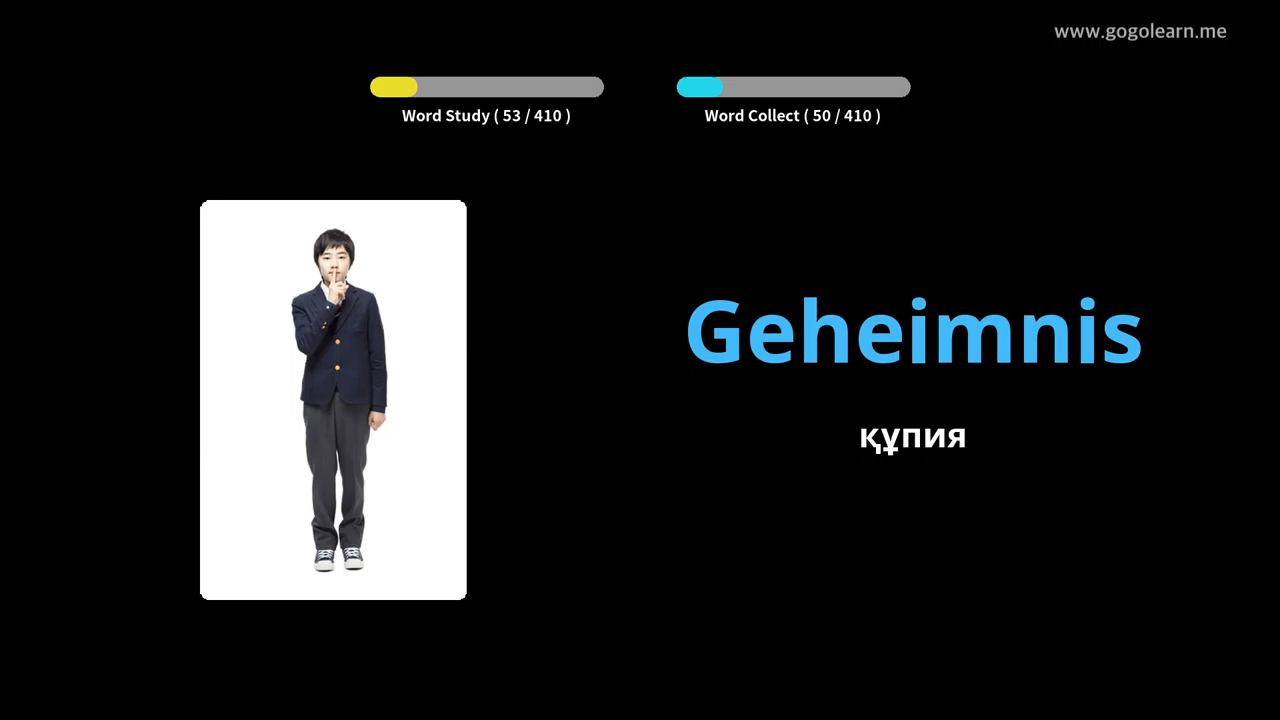 www.gogolearn.me
Word Study ( 53 / 410 )
Word Collect ( 50 / 410 )
Geheimnis
құпия